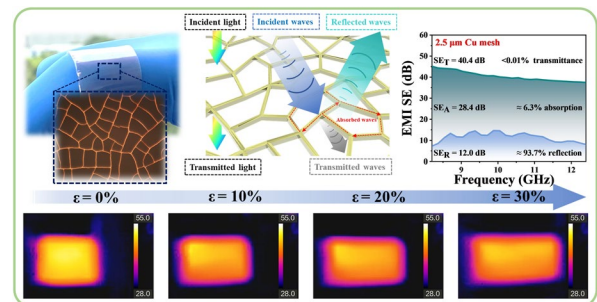 Incident light
Incident waves
Reflected waves
Absorbed waves
Transmitted light
Transmitted waves
EMI SE (dB)
60
50
40
30
20
10
0
2.5 μm Cu mesh
SE_T = 40.4 dB <0.01% transmittance
SE_A = 28.4 dB ≈ 6.3% absorption
SE_R = 12.0 dB ≈ 93.7% reflection
9 10 11 12
Frequency (GHz)
ε = 0% ε = 10% ε = 20% ε = 30%
55.0 55.0 55.0 55.0
28.0 28.0 28.0 28.0